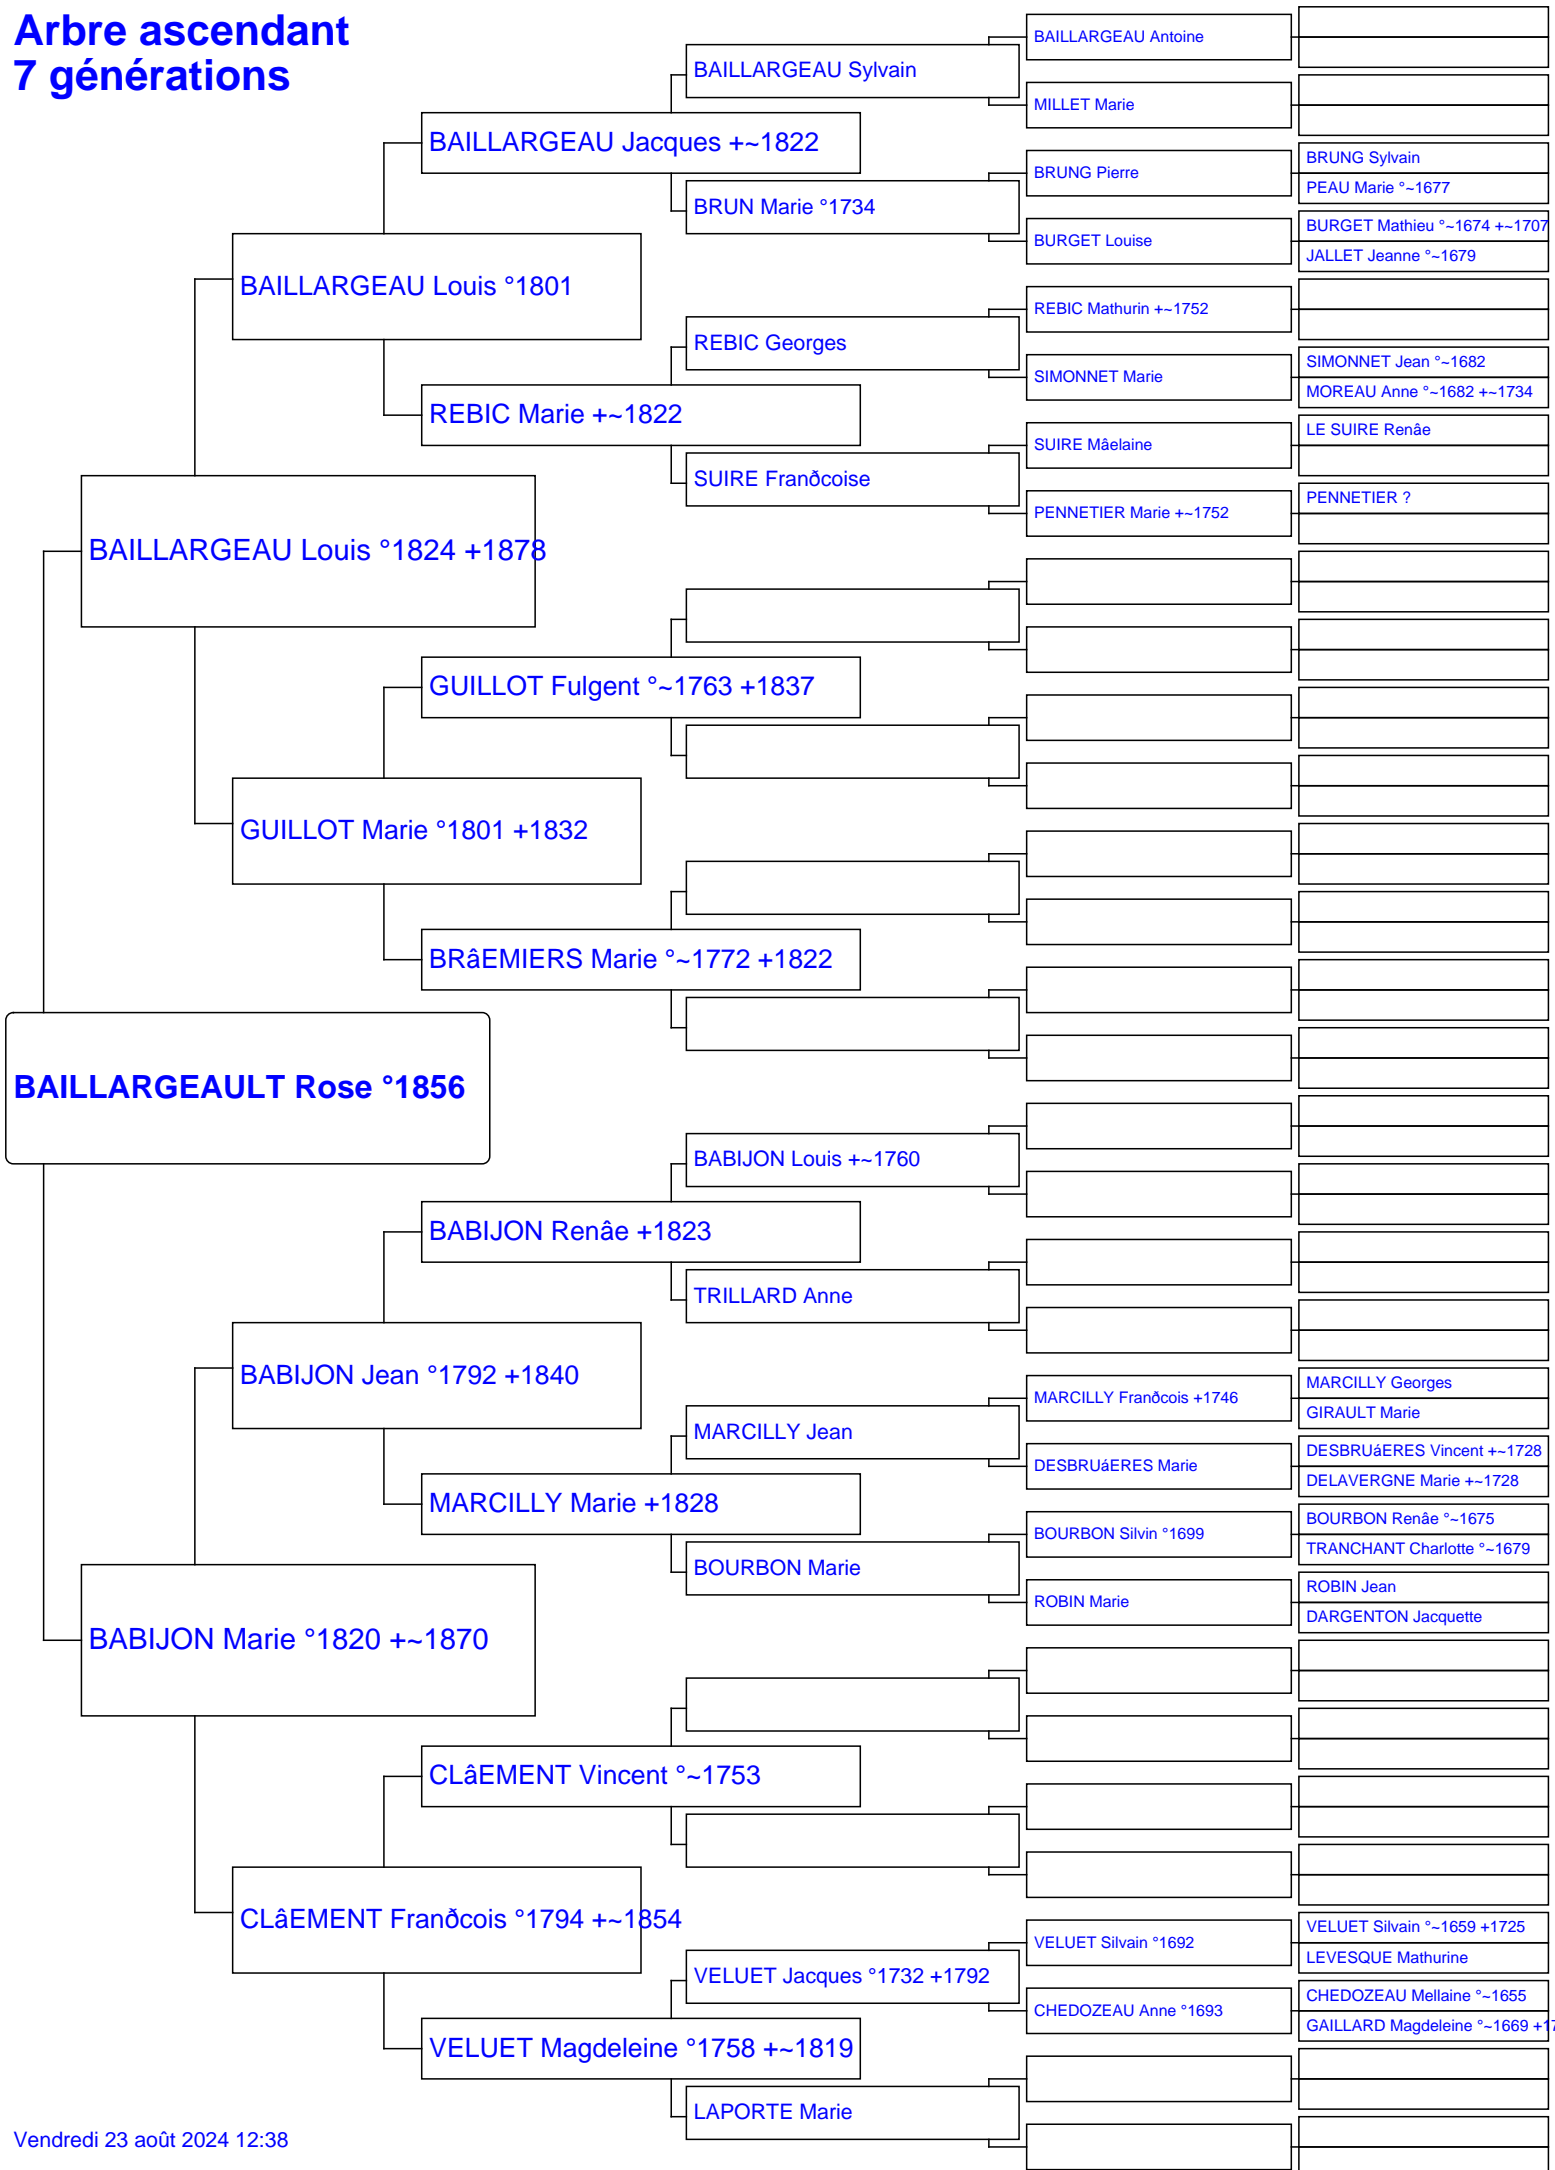 Arbre ascendant
7 générations
BAILLARGEAULT Rose °1856
BAILLARGEAU Louis °1824 +1878
BABIJON Marie °1820 +~1870
BAILLARGEAU Louis °1801
GUILLOT Marie °1801 +1832
BABIJON Jean °1792 +1840
CLâEMENT Franðcois °1794 +~1854
BAILLARGEAU Jacques +~1822
REBIC Marie +~1822
GUILLOT Fulgent °~1763 +1837
BRâEMIERS Marie °~1772 +1822
BABIJON Renâe +1823
MARCILLY Marie +1828
CLâEMENT Vincent °~1753
VELUET Magdeleine °1758 +~1819
BAILLARGEAU Sylvain
BRUN Marie °1734
REBIC Georges
SUIRE Franðcoise
BABIJON Louis +~1760
TRILLARD Anne
MARCILLY Jean
BOURBON Marie
VELUET Jacques °1732 +1792
LAPORTE Marie
BAILLARGEAU Antoine
MILLET Marie
BRUNG Pierre
BURGET Louise
REBIC Mathurin +~1752
SIMONNET Marie
SUIRE Mâelaine
PENNETIER Marie +~1752
MARCILLY Franðcois +1746
DESBRUáERES Marie
BOURBON Silvin °1699
ROBIN Marie
VELUET Silvain °1692
CHEDOZEAU Anne °1693
BRUNG Sylvain
PEAU Marie °~1677
BURGET Mathieu °~1674 +~1707
JALLET Jeanne °~1679
SIMONNET Jean °~1682
MOREAU Anne °~1682 +~1734
LE SUIRE Renâe
PENNETIER ?
MARCILLY Georges
GIRAULT Marie
DESBRUáERES Vincent +~1728
DELAVERGNE Marie +~1728
BOURBON Renâe °~1675
TRANCHANT Charlotte °~1679
ROBIN Jean
DARGENTON Jacquette
VELUET Silvain °~1659 +1725
LEVESQUE Mathurine
CHEDOZEAU Mellaine °~1655
GAILLARD Magdeleine °~1669
Vendredi 23 août 2024 12:38